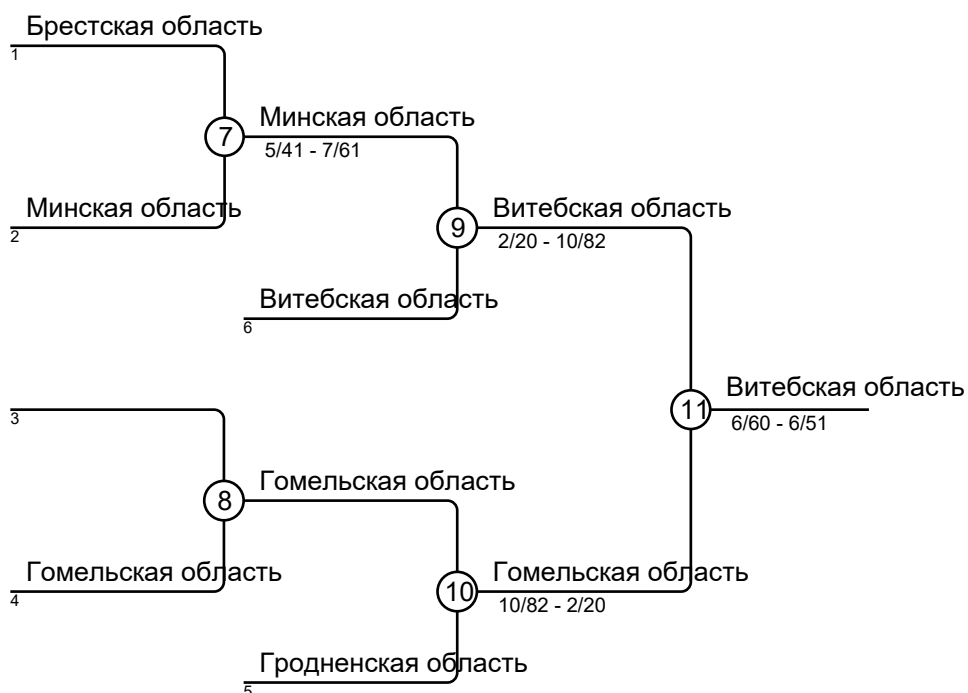 Брестская область
1
Минская область
7
5/41 - 7/61
Минская область
2
Витебская область
9
2/20 - 10/82
Витебская область
6
Витебская область
11
6/60 - 6/51
3
Гомельская область
8
Гомельская область
4
Гомельская область
10
10/82 - 2/20
Гродненская область
5